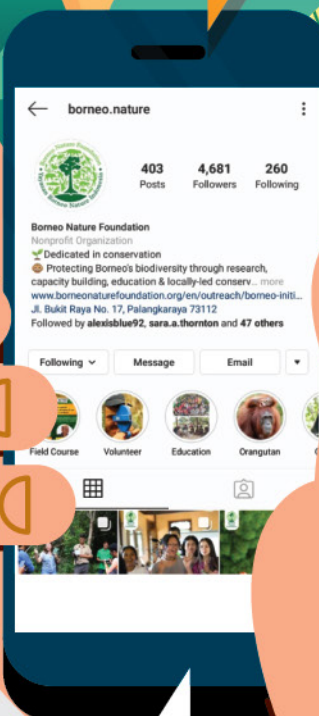 borneo.nature
403 4,681 260
Posts Followers Following
Borneo Nature Foundation
Nonprofit Organization
🌱Dedicated in conservation
Protecting Borneo's biodiversity through research,
capacity building, education & locally-led conserv... more
www.borneonaturefoundation.org/en/outreach/borneo-initi...
Jl. Bukit Raya No. 17, Palangkaraya 73112
Followed by alexisblue92, sara.a.thornton and 47 others
Following Message Email
Field Course Volunteer Education Orangutan